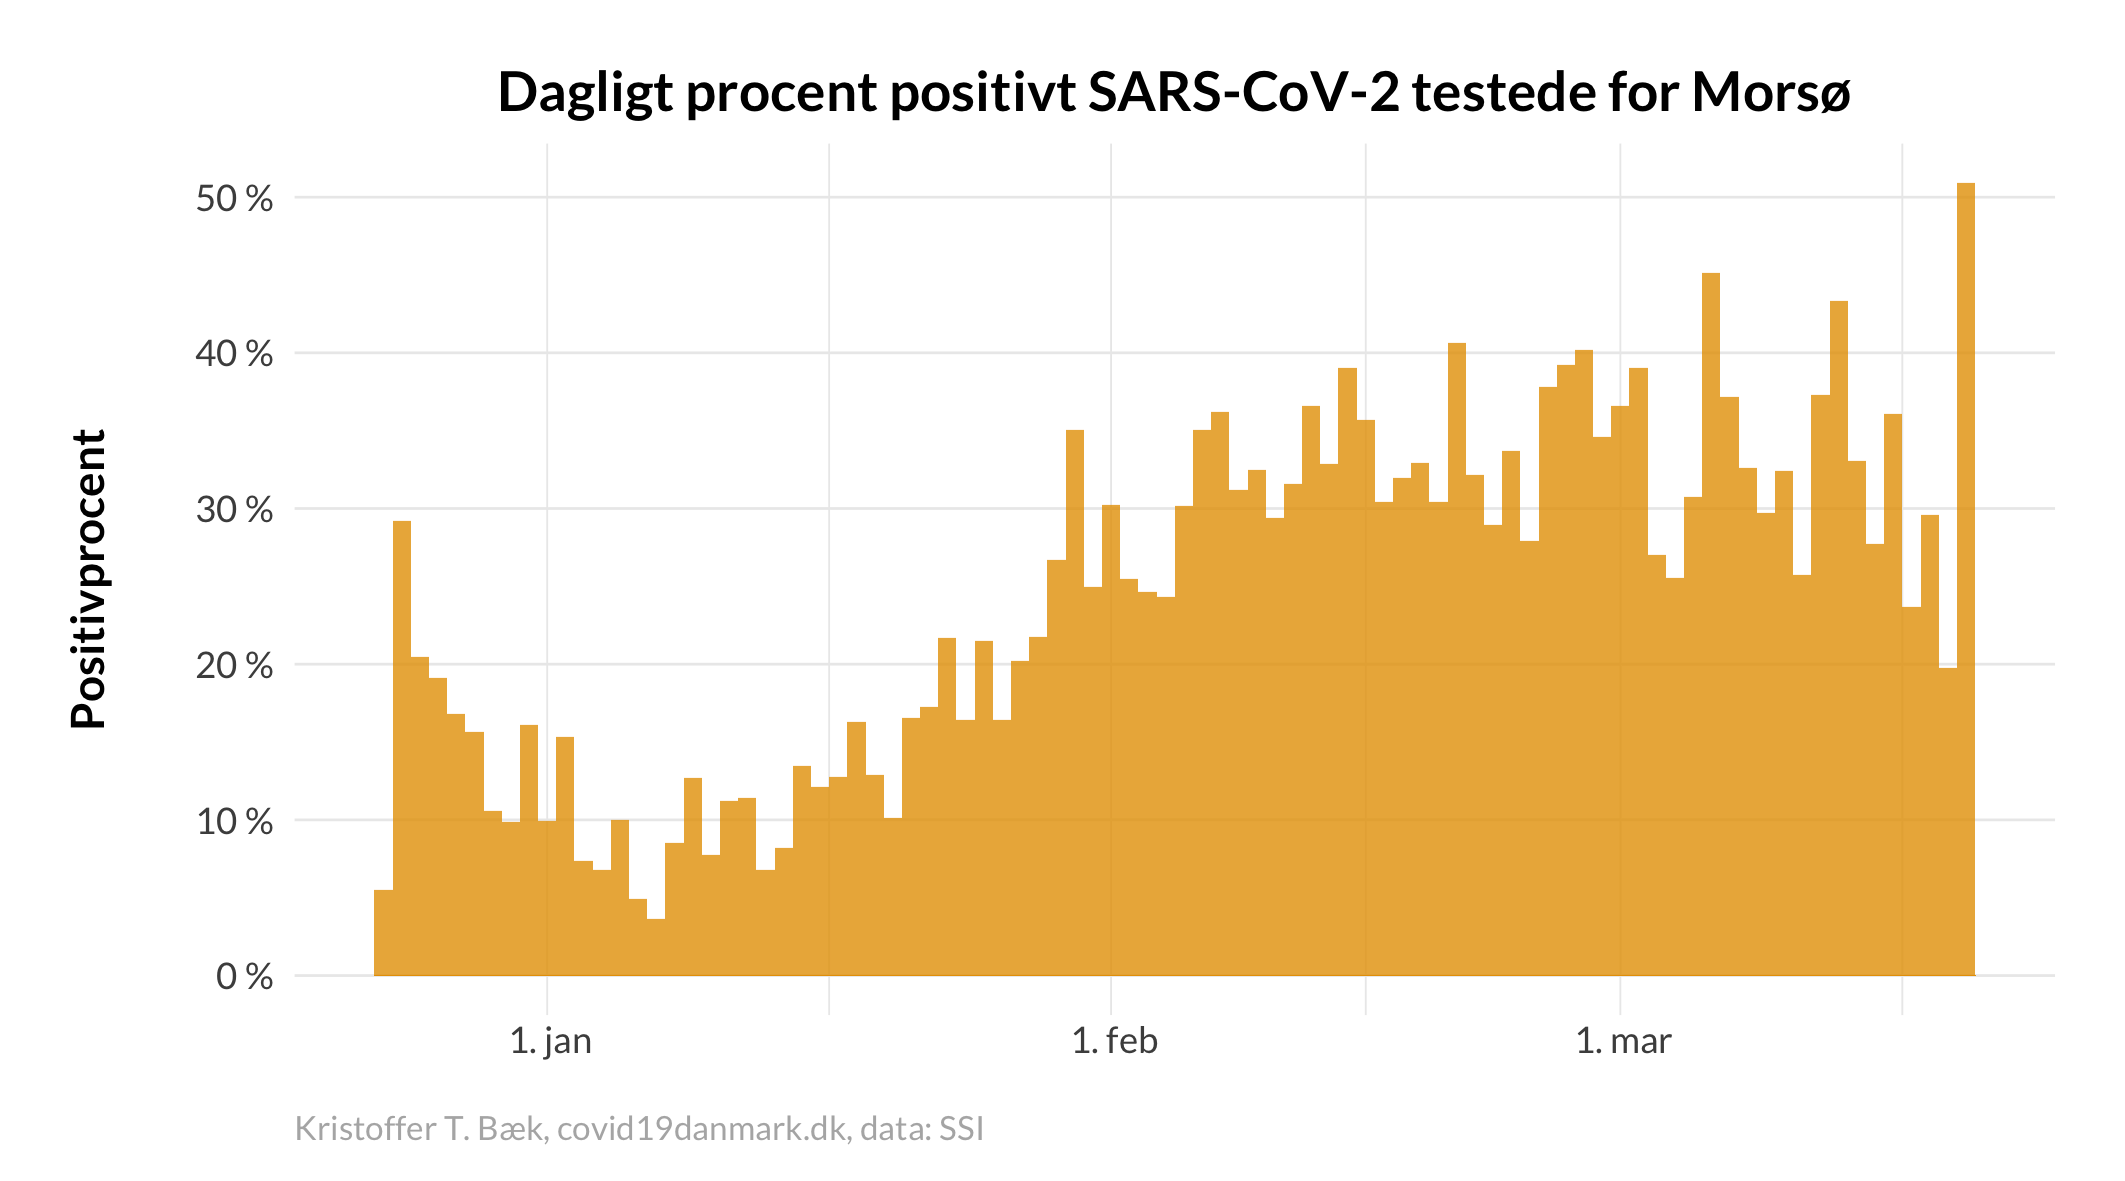 Dagligt procent positivt SARS-CoV-2 testede for Morsø
Positivprocent
50 %
40 %
30 %
20 %
10 %
0 %
1. jan
1. feb
1. mar
Kristoffer T. Bæk, covid19danmark.dk, data: SSI